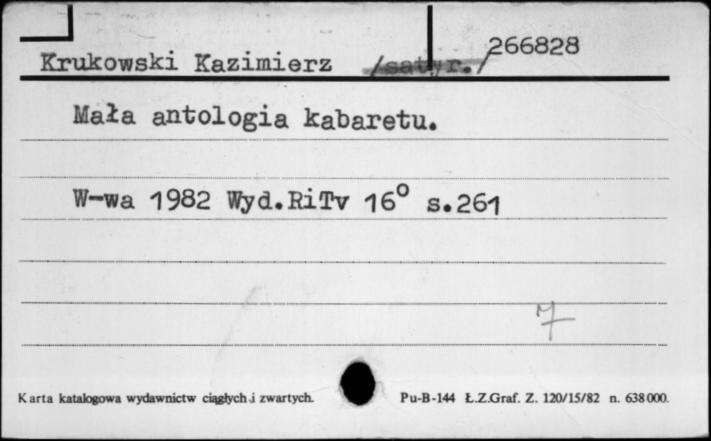 266828
Krukowski Kazimierz /satyr./
Mała antologia kabaretu.
W-wa 1982 Wyd.RiTv 16° s.261
Karta katalogowa wydawnictw ciągłych i zwartych. Pu-B-144 Ł.Z.Graf. Z. 120/15/82 n. 638000.